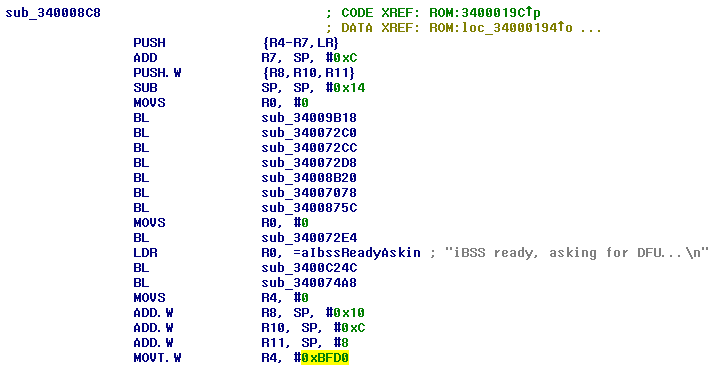 sub_340008C8 ; CODE XREF: ROM:3400019C↑p
; DATA XREF: ROM:loc_34000194↑o ...
PUSH {R4-R7,LR}
ADD R7, SP, #0xC
PUSH.W {R8,R10,R11}
SUB SP, SP, #0x14
MOVS R0, #0
BL sub_34009B18
BL sub_340072C0
BL sub_340072CC
BL sub_340072D8
BL sub_34008B20
BL sub_34007078
BL sub_3400875C
MOVS R0, #0
BL sub_340072E4
LDR R0, =aIbssReadyAskin ; "iBSS ready, asking for DFU...\n"
BL sub_3400C24C
BL sub_340074A8
MOVS R4, #0
ADD.W R8, SP, #0x10
ADD.W R10, SP, #0xC
ADD.W R11, SP, #8
MOVT.W R4, #0xBFD0